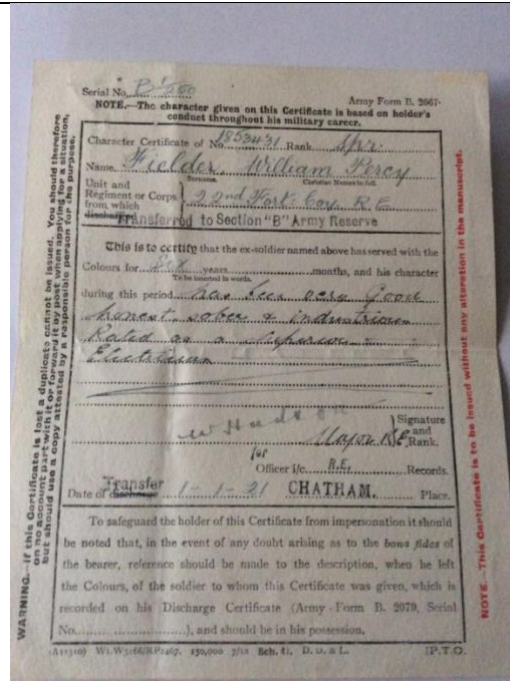 Serial No. B
Army Form B. 2067.
NOTE.—The character given on this Certificate is based on holder's
conduct throughout his military career.
Character Certificate of No. 1853431 Rank Spr.
Name Fielder William Percy
Surname. Christian Names in full.
Unit and
Regiment or Corps
from which
discharged
22nd Fort. Coy. R.E.
Transferred to Section "B" Army Reserve
This is to certify that the ex-soldier named above has served with the
Colours for Six years months, and his character
To be inserted in words.
during this period has been very Good
honest, sober & industrious
Rated as a Superior
Electrician
W Hudson
Signature
and
Rank.
Major R.E.
for
Officer i/c. R.E. Records.
Transfer
Date of discharge 1-1-31 CHATHAM. Place.
To safeguard the holder of this Certificate from impersonation it should
be noted that, in the event of any doubt arising as to the bona fides of
the bearer, reference should be made to the description, when he left
the Colours, of the soldier to whom this Certificate was given, which is
recorded on his Discharge Certificate (Army Form B. 2079, Serial
No. ), and should be in his possession.
150,000 7/18 Sch. 41. D. D. & L. [P.T.O.
WARNING.—If this Certificate is lost a duplicate cannot be issued. You should therefore
on no account part with it or forward it by post when applying for a situation,
but should use a copy attested by a responsible person for the purpose.
NOTE.—This Certificate is to be issued without any alteration in the manuscript.